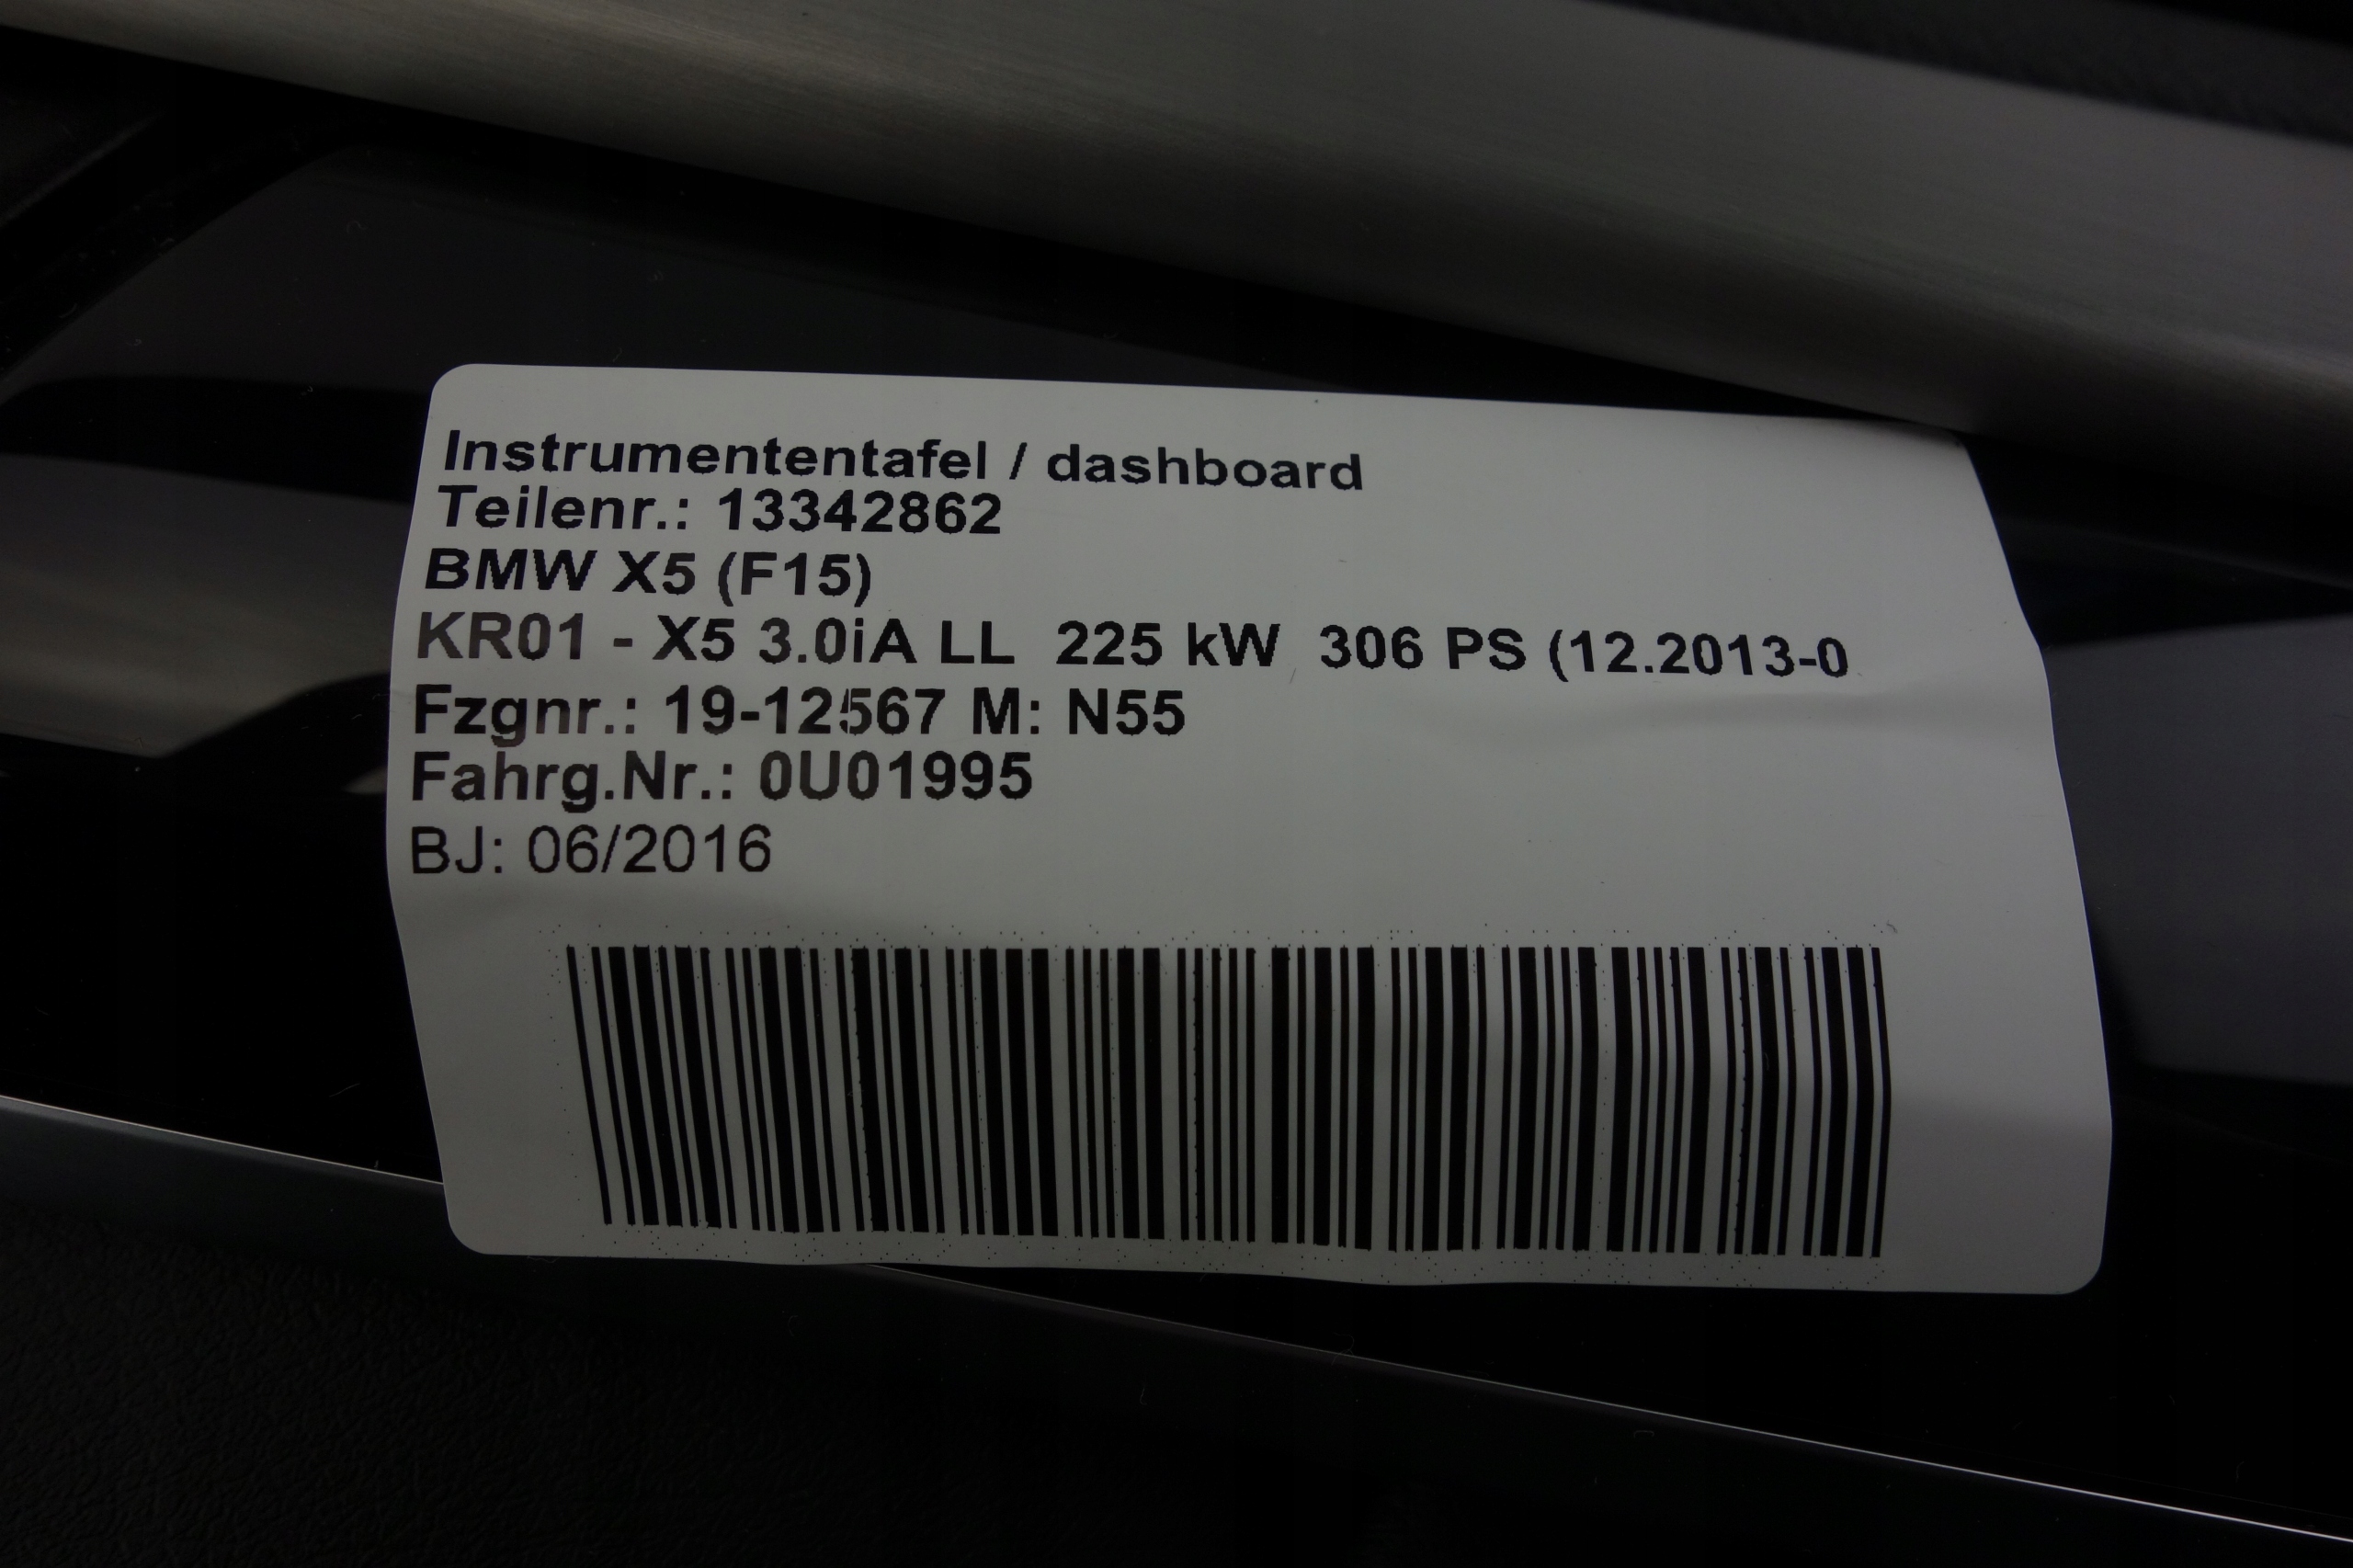 Instrumententafel / dashboard
Teilenr.: 13342862
BMW X5 (F15)
KR01 - X5 3.0iA LL  225 kW  306 PS (12.2013-0
Fzgnr.: 19-12567 M: N55
Fahrg.Nr.: 0U01995
BJ: 06/2016